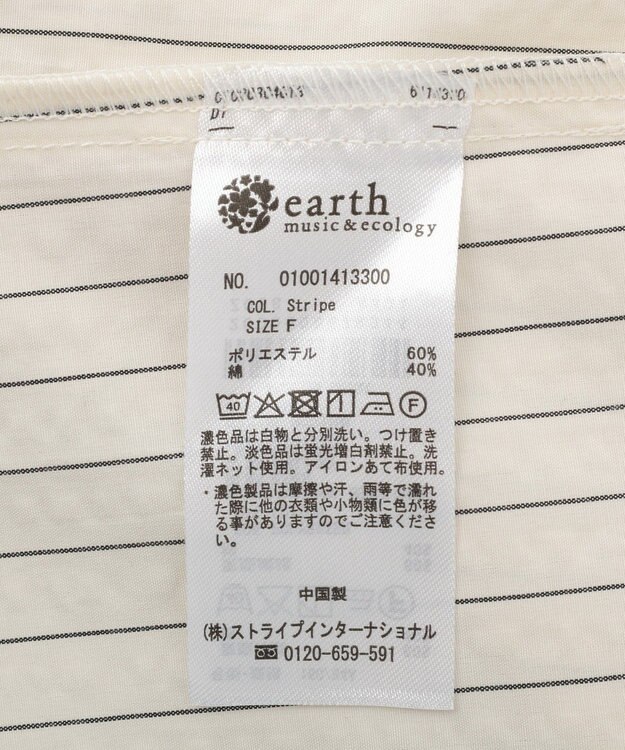 earth
music&ecology
NO. 01001413300
COL. Stripe
SIZE F
ポリエステル 60%
綿 40%
40 F
濃色品は白物と分別洗い。つけ置き
禁止。淡色品は蛍光増白剤禁止。洗
濯ネット使用。アイロンあて布使用。
・濃色製品は摩擦や汗、雨等で濡れ
た際に他の衣類や小物類に色が移
る事がありますのでご注意くださ
い。
中国製
(株)ストライプインターナショナル
0120-659-591